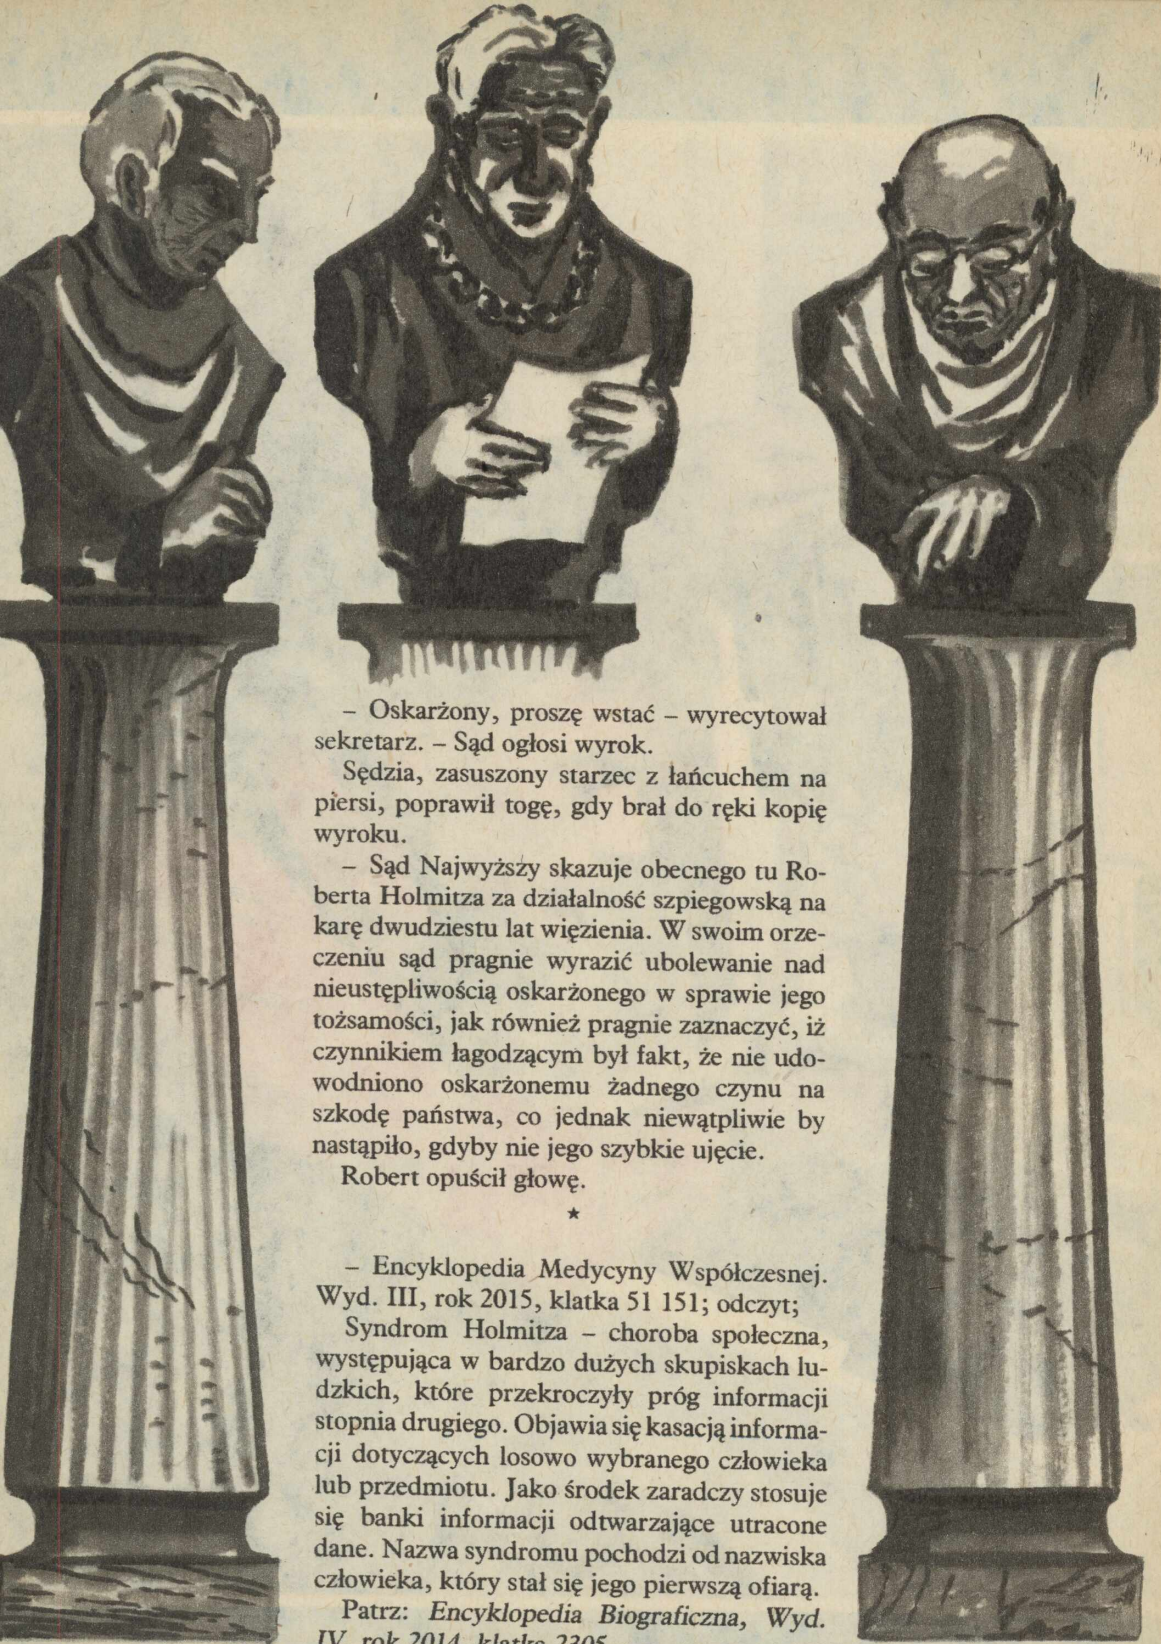 – Oskarżony, proszę wstać – wyrecytował
sekretarz. – Sąd ogłosi wyrok.
Sędzia, zasuszony starzec z łańcuchem na
piersi, poprawił togę, gdy brał do ręki kopię
wyroku.
– Sąd Najwyższy skazuje obecnego tu Ro-
berta Holmitza za działalność szpiegowską na
karę dwudziestu lat więzienia. W swoim orze-
czeniu sąd pragnie wyrazić ubolewanie nad
nieustępliwością oskarżonego w sprawie jego
tożsamości, jak również pragnie zaznaczyć, iż
czynnikiem łagodzącym był fakt, że nie udo-
wodniono oskarżonemu żadnego czynu na
szkodę państwa, co jednak niewątpliwie by
nastąpiło, gdyby nie jego szybkie ujęcie.
Robert opuścił głowę.
★
– Encyklopedia Medycyny Współczesnej.
Wyd. III, rok 2015, klatka 51 151; odczyt;
Syndrom Holmitza – choroba społeczna,
występująca w bardzo dużych skupiskach lu-
dzkich, które przekroczyły próg informacji
stopnia drugiego. Objawia się kasacją informa-
cji dotyczących losowo wybranego człowieka
lub przedmiotu. Jako środek zaradczy stosuje
się banki informacji odtwarzające utracone
dane. Nazwa syndromu pochodzi od nazwiska
człowieka, który stał się jego pierwszą ofiarą.
Patrz: Encyklopedia Biograficzna, Wyd.
IV, rok 2014, klatka 2305